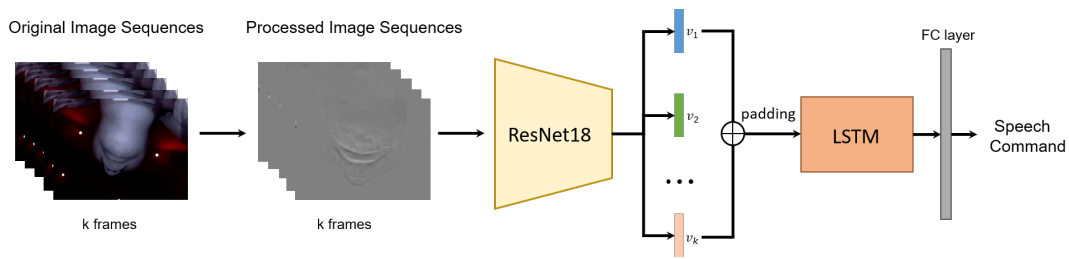 Original Image Sequences
Processed Image Sequences
k frames
k frames
ResNet18
v₁
v₂
...
vₖ
padding
LSTM
FC layer
Speech
Command